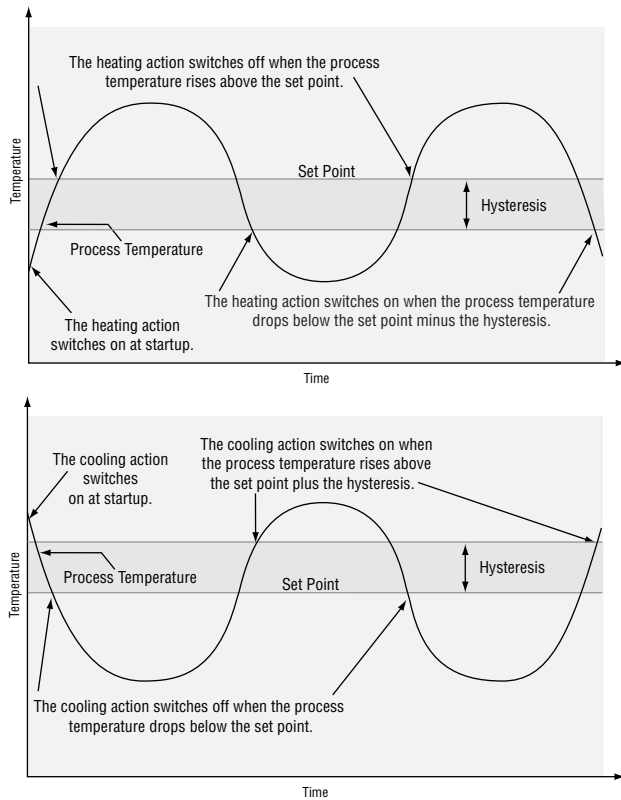 The heating action switches off when the process
temperature rises above the set point.
Temperature
Set Point
Hysteresis
Process Temperature
The heating action switches on when the process temperature
drops below the set point minus the hysteresis.
The heating action
switches on at startup.
Time
The cooling action
switches
on at startup.
The cooling action switches on when
the process temperature rises above
the set point plus the hysteresis.
Process Temperature
Hysteresis
Temperature
Set Point
The cooling action switches off when the process
temperature drops below the set point.
Time